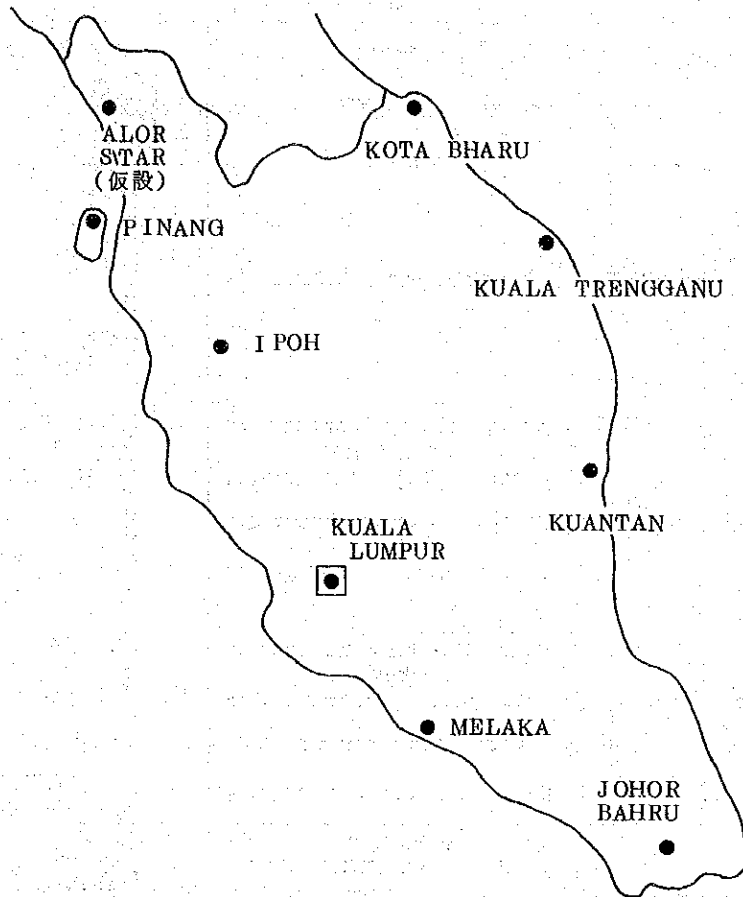 ALOR
STAR
(仮設)
KOTA BHARU
PINANG
KUALA TRENGGANU
IPOH
KUANTAN
KUALA
LUMPUR
MELAKA
JOHOR
BAHRU